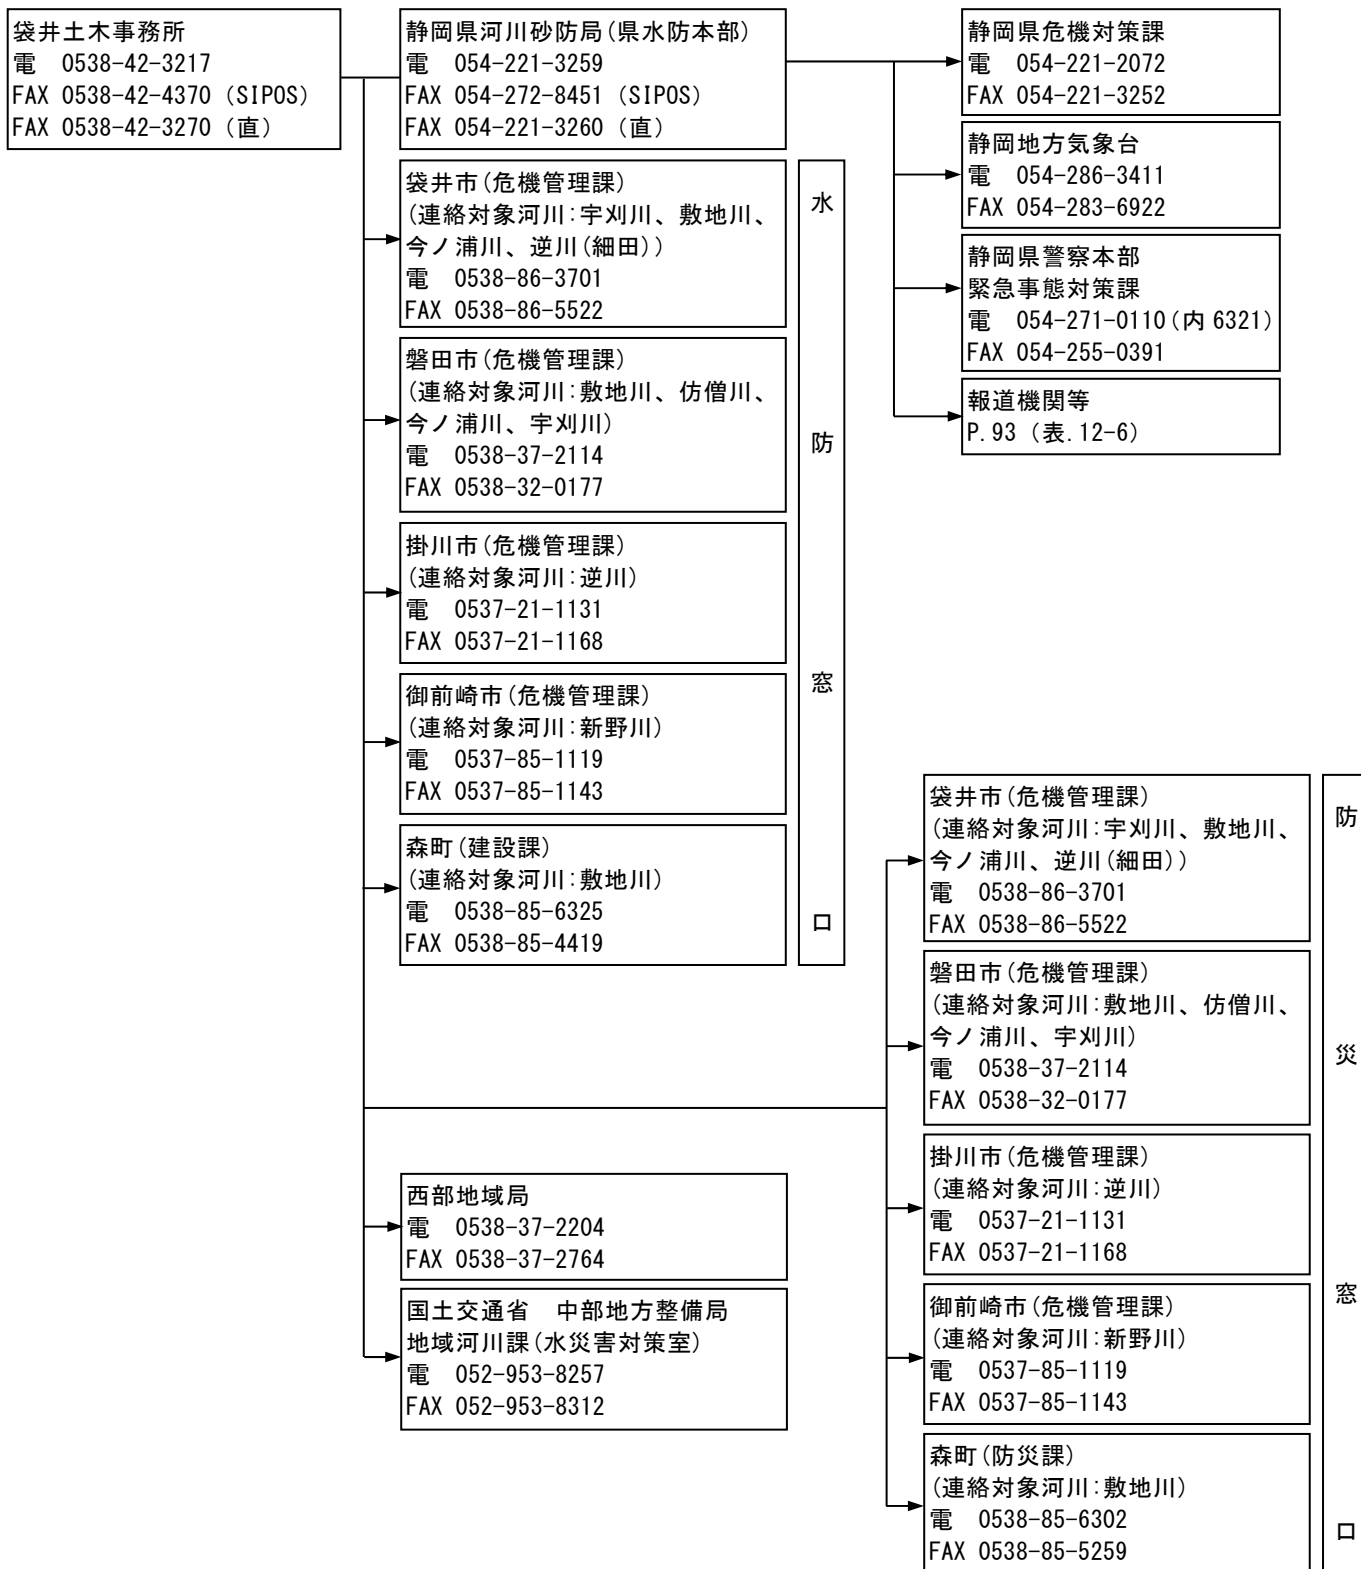 袋井土木事務所
電　0538-42-3217
FAX 0538-42-4370（SIPOS）
FAX 0538-42-3270（直）
静岡県河川砂防局(県水防本部)
電　054-221-3259
FAX 054-272-8451（SIPOS）
FAX 054-221-3260（直）
静岡県危機対策課
電　054-221-2072
FAX 054-221-3252
静岡地方気象台
電　054-286-3411
FAX 054-283-6922
静岡県警察本部
緊急事態対策課
電　054-271-0110(内 6321)
FAX 054-255-0391
報道機関等
P.93（表.12-6）
袋井市(危機管理課)
(連絡対象河川:宇刈川、敷地川、
今ノ浦川、逆川(細田))
電　0538-86-3701
FAX 0538-86-5522
磐田市(危機管理課)
(連絡対象河川:敷地川、仿僧川、
今ノ浦川、宇刈川)
電　0538-37-2114
FAX 0538-32-0177
掛川市(危機管理課)
(連絡対象河川:逆川)
電　0537-21-1131
FAX 0537-21-1168
御前崎市(危機管理課)
(連絡対象河川:新野川)
電　0537-85-1119
FAX 0537-85-1143
森町(建設課)
(連絡対象河川:敷地川)
電　0538-85-6325
FAX 0538-85-4419
水防窓口
西部地域局
電　0538-37-2204
FAX 0538-37-2764
国土交通省　中部地方整備局
地域河川課(水災害対策室)
電　052-953-8257
FAX 052-953-8312
袋井市(危機管理課)
(連絡対象河川:宇刈川、敷地川、
今ノ浦川、逆川(細田))
電　0538-86-3701
FAX 0538-86-5522
磐田市(危機管理課)
(連絡対象河川:敷地川、仿僧川、
今ノ浦川、宇刈川)
電　0538-37-2114
FAX 0538-32-0177
掛川市(危機管理課)
(連絡対象河川:逆川)
電　0537-21-1131
FAX 0537-21-1168
御前崎市(危機管理課)
(連絡対象河川:新野川)
電　0537-85-1119
FAX 0537-85-1143
森町(防災課)
(連絡対象河川:敷地川)
電　0538-85-6302
FAX 0538-85-5259
防災窓口